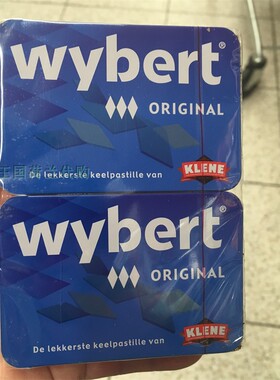 wybert®
ORIGINAL
De lekkerste keelpastille van
KLENE
wybert®
ORIGINAL
De lekkerste keelpastille van
KLENE